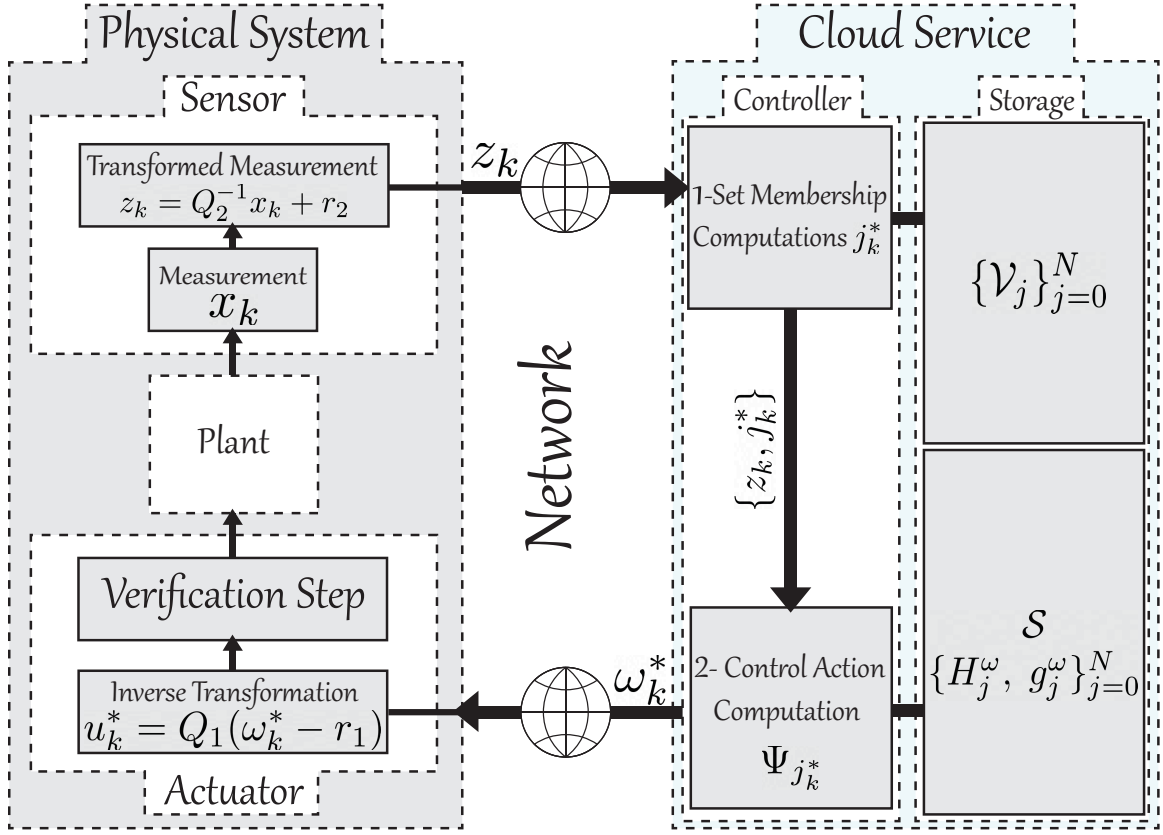 Physical System
Sensor
Transformed Measurement
z_k = Q_2^{-1} x_k + r_2
Measurement
x_k
Plant
Verification Step
Inverse Transformation
u_k^* = Q_1(ω_k^* − r_1)
Actuator
z_k
Network
ω_k^*
Cloud Service
Controller
1-Set Membership
Computations j_k^*
{z_k, j_k^*}
2- Control Action
Computation
Ψ_{j_k^*}
Storage
{𝒱_j}_{j=0}^N
𝒮
{H_j^ω, g_j^ω}_{j=0}^N